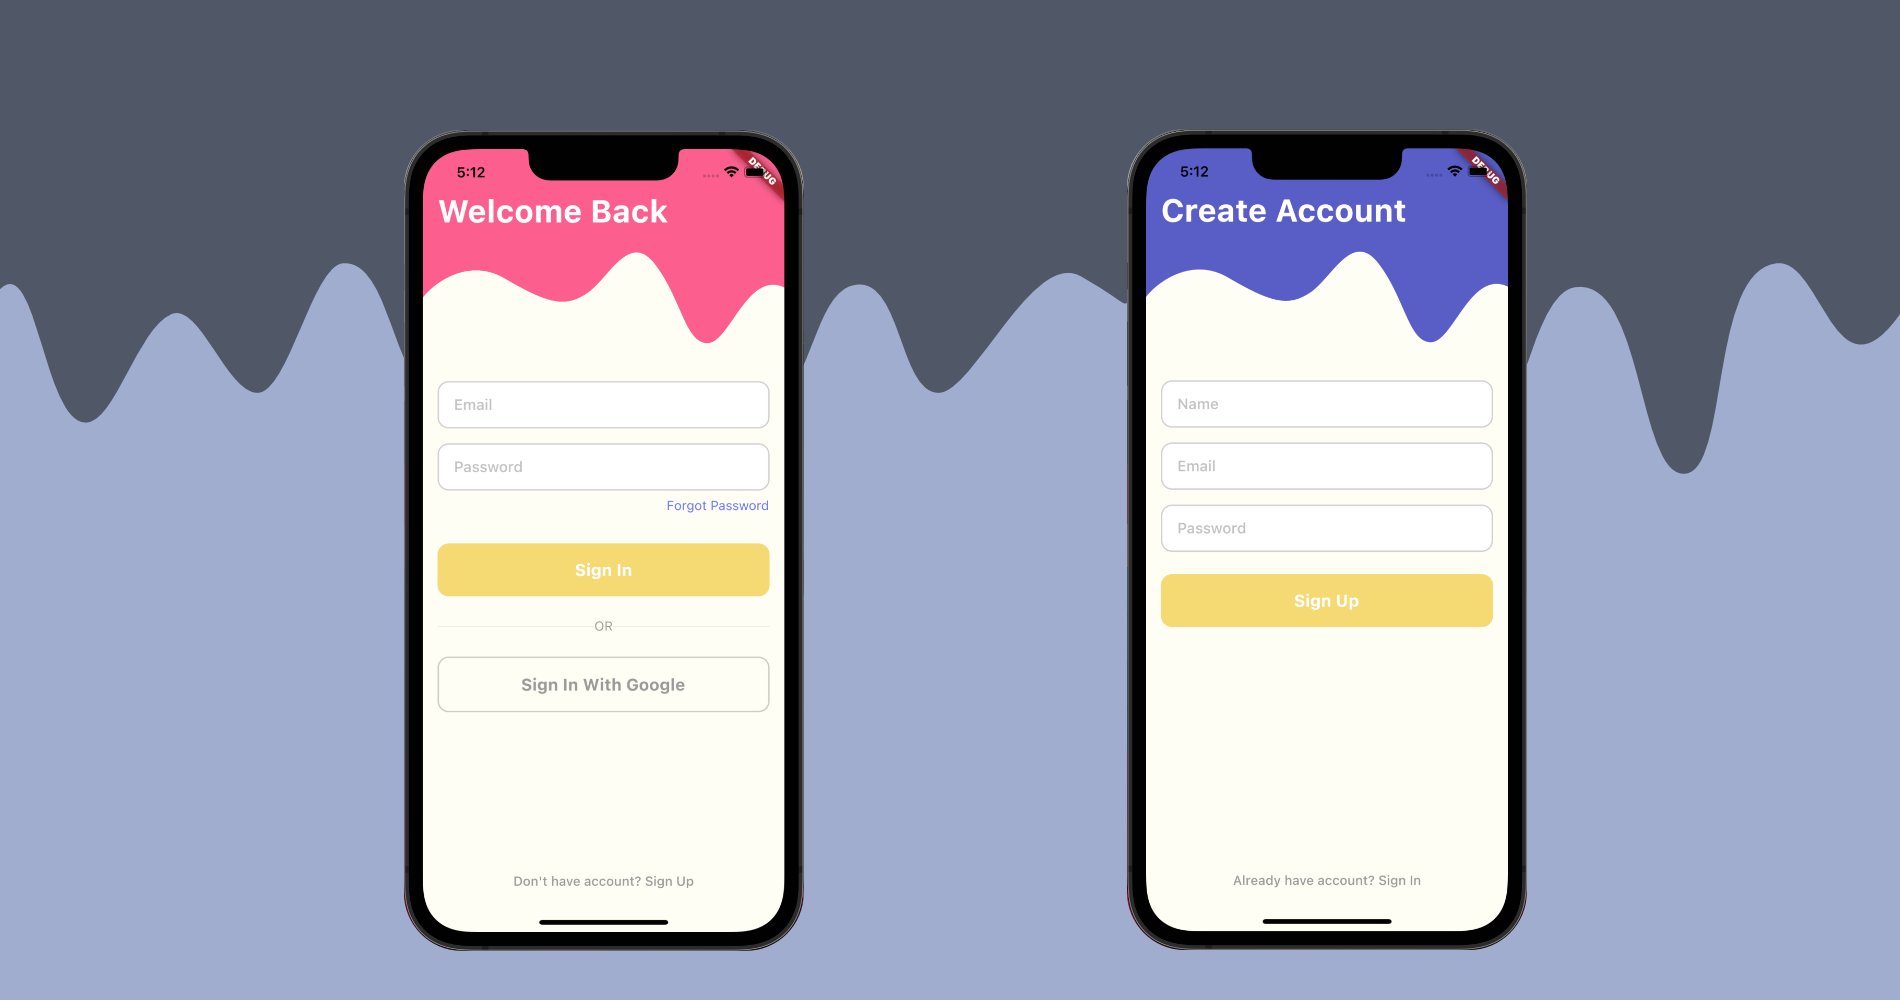 5:12
DEBUG
Welcome Back
Email
Password
Forgot Password
Sign In
OR
Sign In With Google
Don't have account? Sign Up
5:12
DEBUG
Create Account
Name
Email
Password
Sign Up
Already have account? Sign In